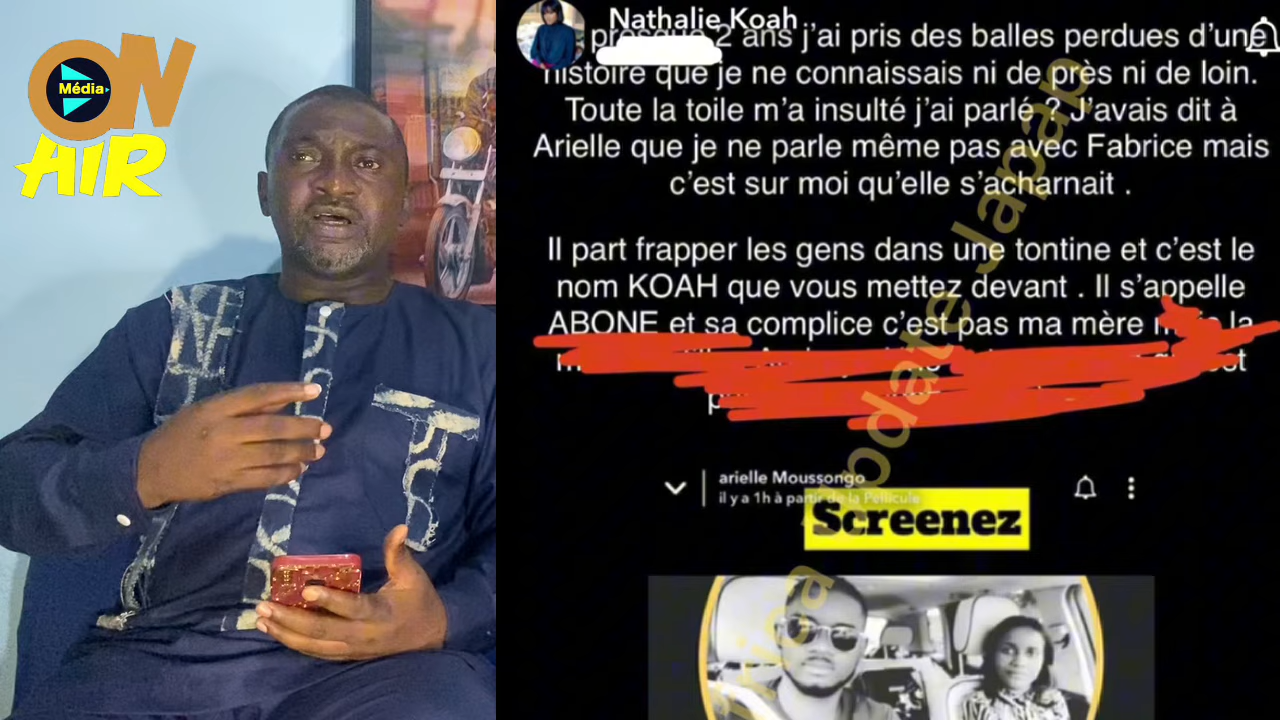 ON
Média
AIR
Nathalie Koah
presque 2 ans j’ai pris des balles perdues d’une
histoire que je ne connaissais ni de près ni de loin.
Toute la toile m’a insulté j’ai parlé ? J’avais dit à
Arielle que je ne parle même pas avec Fabrice mais
c’est sur moi qu’elle s’acharnait .
Il part frapper les gens dans une tontine et c’est le
nom KOAH que vous mettez devant . Il s’appelle
ABONE et sa complice c’est pas ma mère la
arielle Moussongo
il y a 1h à partir de la Pellicule
Screenez